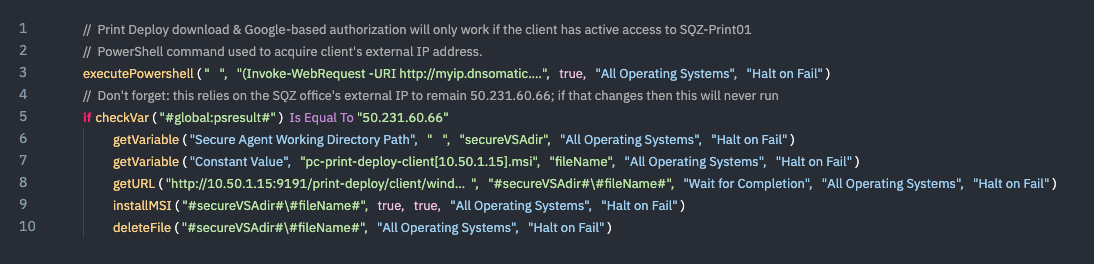 1 // Print Deploy download & Google-based authorization will only work if the client has active access to SQZ-Print01
2 // PowerShell command used to acquire client's external IP address.
3 executePowershell ( "  ",  "(Invoke-WebRequest -URI http://myip.dnsomatic....",  true,  "All Operating Systems",  "Halt on Fail" )
4 // Don't forget: this relies on the SQZ office's external IP to remain 50.231.60.66; if that changes then this will never run
5 if checkVar ( "#global:psresult#" ) Is Equal To "50.231.60.66"
6 getVariable ( "Secure Agent Working Directory Path",  "  ",  "secureVSAdir",  "All Operating Systems",  "Halt on Fail" )
7 getVariable ( "Constant Value",  "pc-print-deploy-client[10.50.1.15].msi",  "fileName",  "All Operating Systems",  "Halt on Fail" )
8 getURL ( "http://10.50.1.15:9191/print-deploy/client/wind... ",  "#secureVSAdir#\#fileName#",  "Wait for Completion",  "All Operating Systems",  "Halt on Fail" )
9 installMSI ( "#secureVSAdir#\#fileName#",  true,  true,  "All Operating Systems",  "Halt on Fail" )
10 deleteFile ( "#secureVSAdir#\#fileName#",  "All Operating Systems",  "Halt on Fail" )